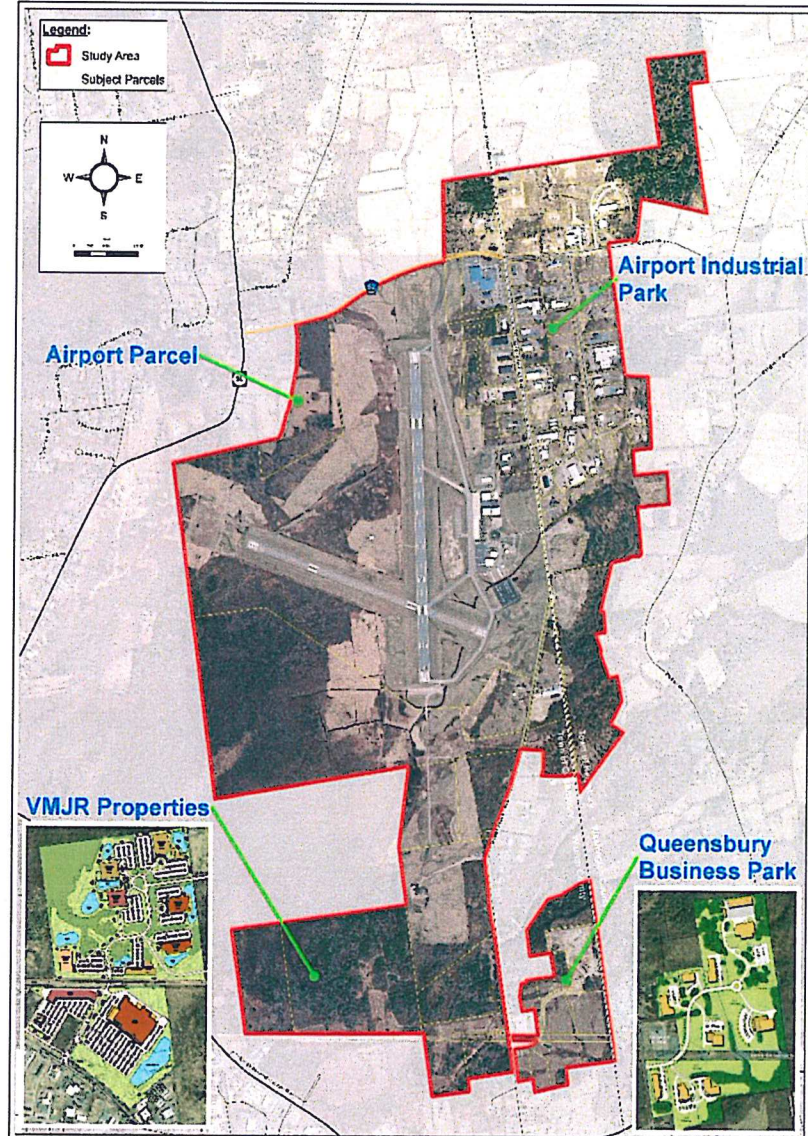 Legend:
Study Area
Subject Parcels
N
W E
S
Airport Industrial
Park
Airport Parcel
VMJR Properties
Queensbury
Business Park